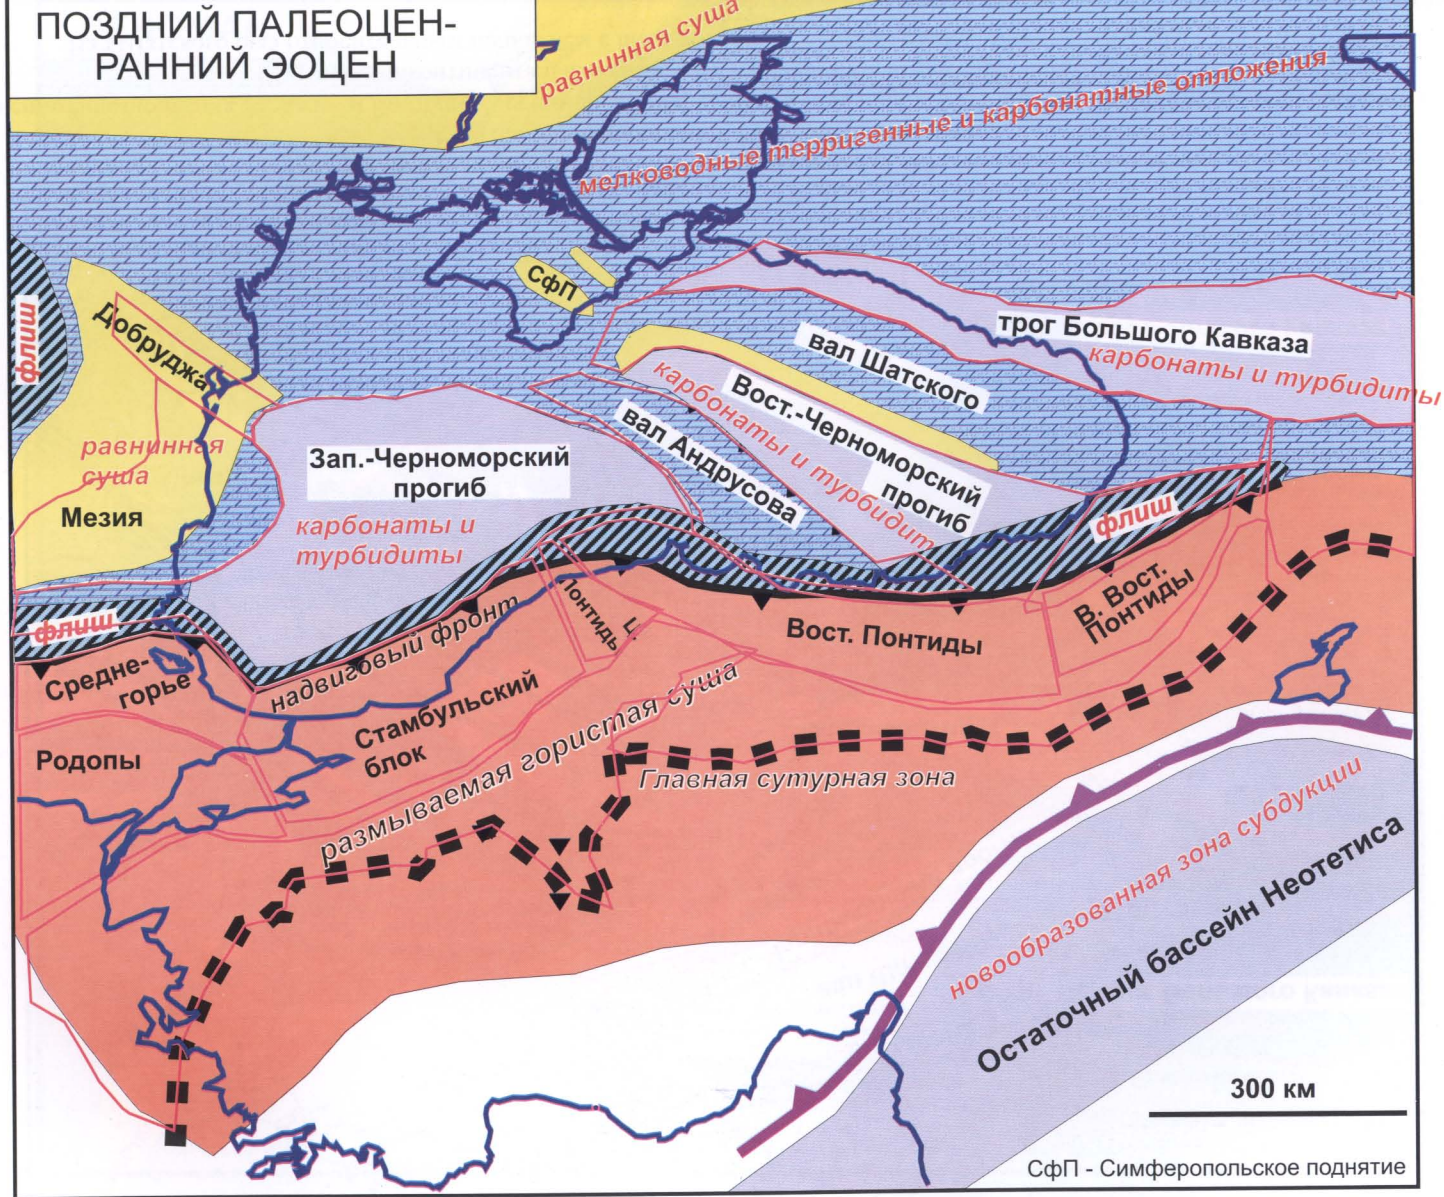 ПОЗДНИЙ ПАЛЕОЦЕН-
РАННИЙ ЭОЦЕН
равнинная суша
мелководные терригенные и карбонатные отложения
СфП
флиш
Добруджа
трог Большого Кавказа
карбонаты и турбидиты
вал Шатского
Вост.-Черноморский
прогиб
карбонаты и турбидит
вал Андрусова
равнинная
суша
Мезия
Зап.-Черноморский
прогиб
карбонаты и
турбидиты
флиш
флиш
надвиговый фронт
Средне-
горье
Родопы
Стамбульский
блок
Ц.
Понтиды
Вост. Понтиды
В. Вост.
Понтиды
размываемая гористая суша
Главная сутурная зона
новообразованная зона субдукции
Остаточный бассейн Неотетиса
300 км
СфП - Симферопольское поднятие